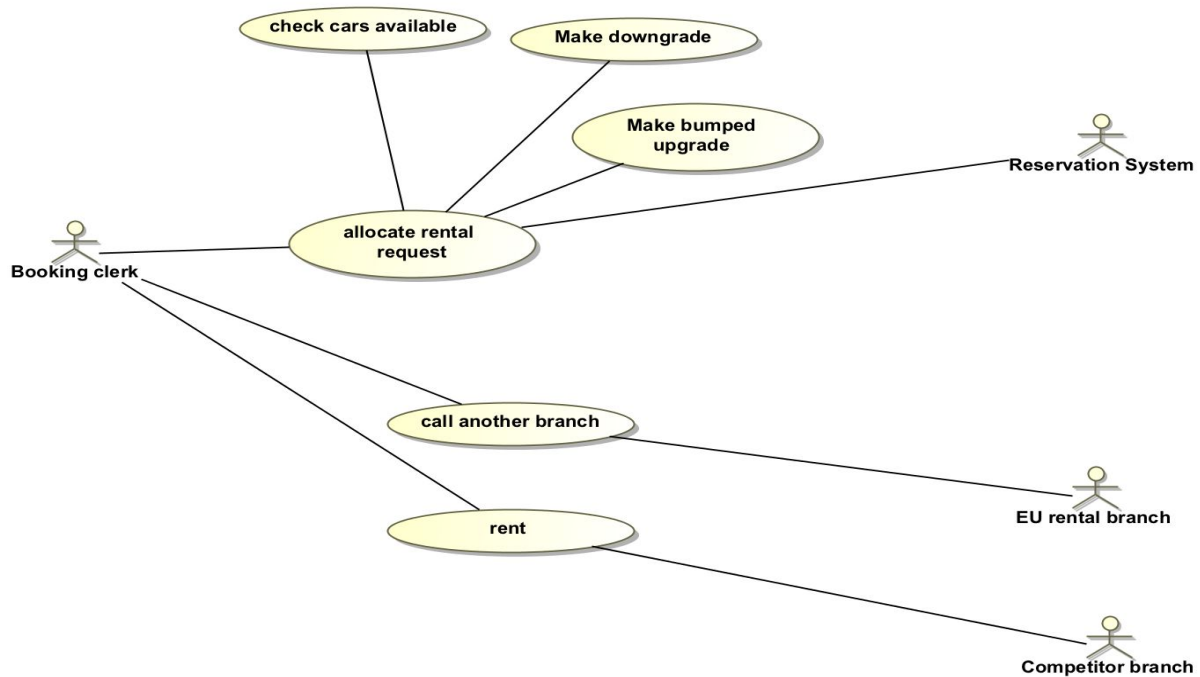 check cars available
Make downgrade
Make bumped
upgrade
Reservation System
allocate rental
request
Booking clerk
call another branch
EU rental branch
rent
Competitor branch